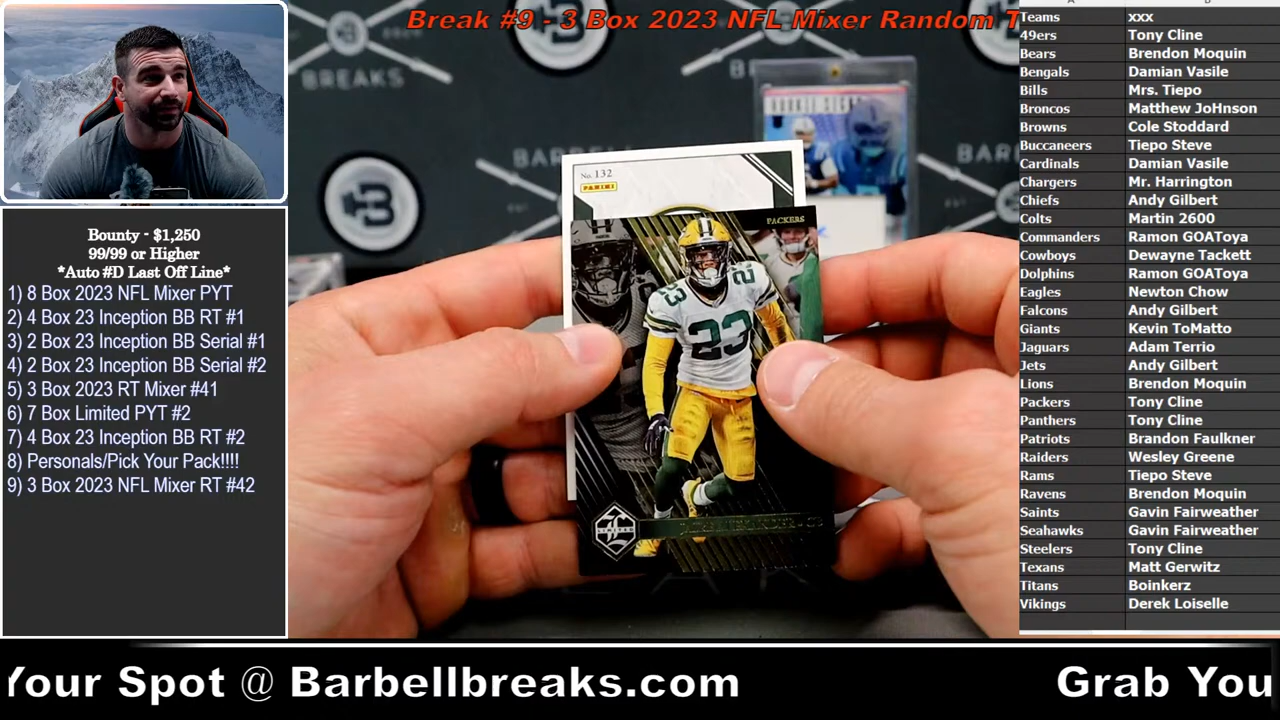 Break #9 - 3 Box 2023 NFL Mixer Random T
Bounty - $1,250
99/99 or Higher
*Auto #D Last Off Line*
1) 8 Box 2023 NFL Mixer PYT
2) 4 Box 23 Inception BB RT #1
3) 2 Box 23 Inception BB Serial #1
4) 2 Box 23 Inception BB Serial #2
5) 3 Box 2023 RT Mixer #41
6) 7 Box Limited PYT #2
7) 4 Box 23 Inception BB RT #2
8) Personals/Pick Your Pack!!!!
9) 3 Box 2023 NFL Mixer RT #42
BREAKS
BARBEL
BA
No. 132
PANINI
PACKERS
23
23
LIMITED
Teams xxx
49ers Tony Cline
Bears Brendon Moquin
Bengals Damian Vasile
Bills Mrs. Tiepo
Broncos Matthew JoHnson
Browns Cole Stoddard
Buccaneers Tiepo Steve
Cardinals Damian Vasile
Chargers Mr. Harrington
Chiefs Andy Gilbert
Colts Martin 2600
Commanders Ramon GOAToya
Cowboys Dewayne Tackett
Dolphins Ramon GOAToya
Eagles Newton Chow
Falcons Andy Gilbert
Giants Kevin ToMatto
Jaguars Adam Terrio
Jets Andy Gilbert
Lions Brendon Moquin
Packers Tony Cline
Panthers Tony Cline
Patriots Brandon Faulkner
Raiders Wesley Greene
Rams Tiepo Steve
Ravens Brendon Moquin
Saints Gavin Fairweather
Seahawks Gavin Fairweather
Steelers Tony Cline
Texans Matt Gerwitz
Titans Boinkerz
Vikings Derek Loiselle
Your Spot @ Barbellbreaks.com Grab You